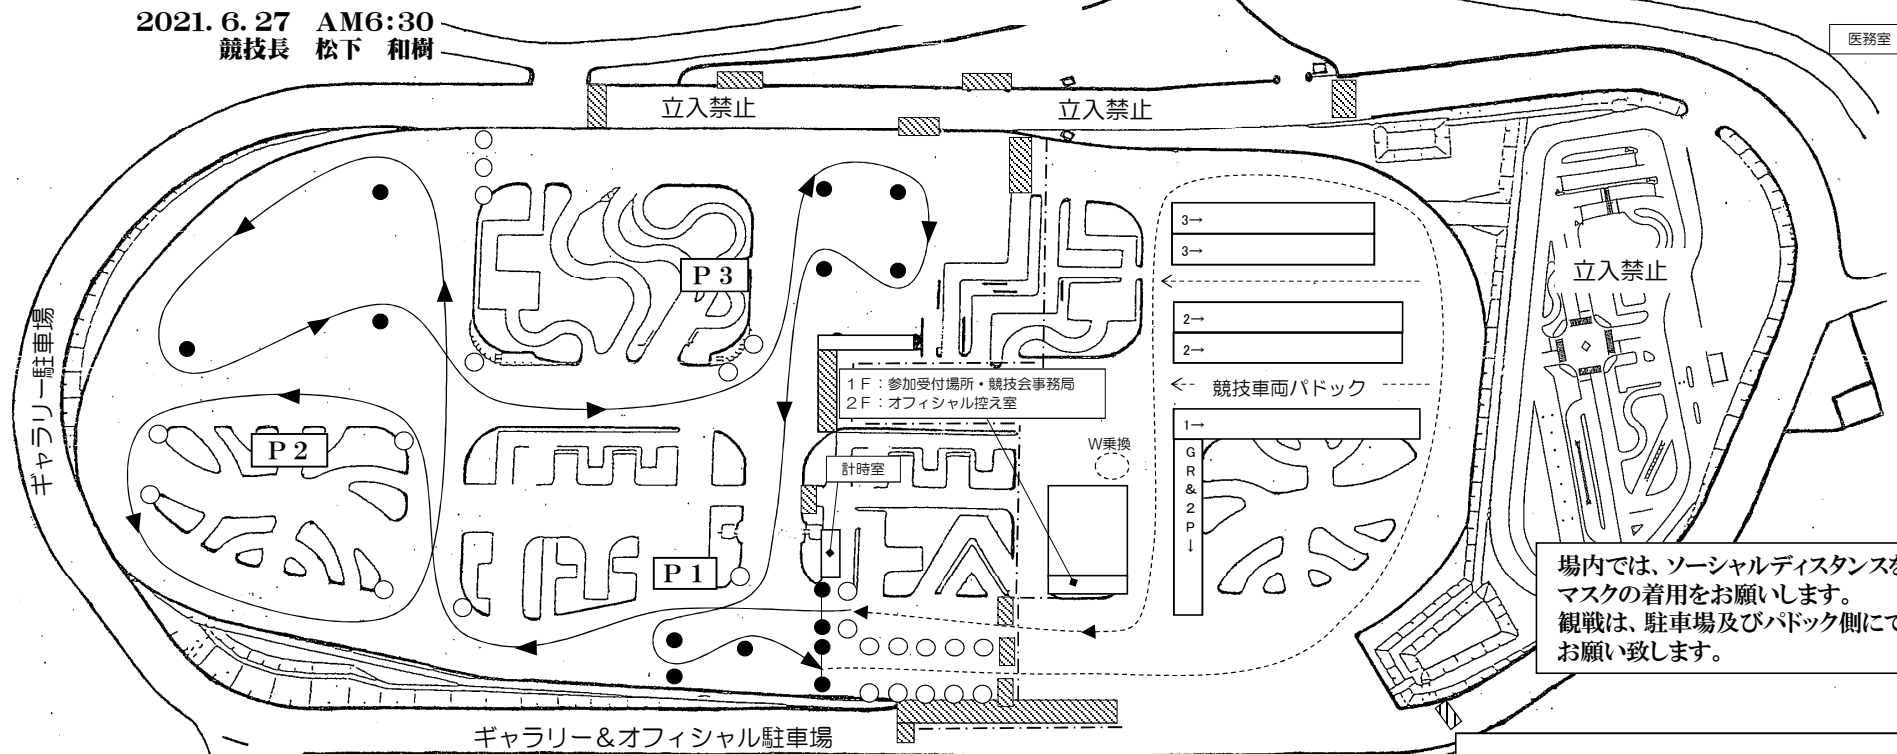 2021.6.27 AM6:30
競技長 松下 和樹
医務室
立入禁止
立入禁止
3→
3→
P 3
立入禁止
2→
2→
ギャラリー駐車場
1F:参加受付場所・競技会事務局
2F:オフィシャル控え室
競技車両パドック
1→
P 2
W乗換
計時室
GR&2P→
P 1
場内では、ソーシャルディスタンスを
マスクの着用をお願いします。
観戦は、駐車場及びパドック側にて
お願い致します。
ギャラリー&オフィシャル駐車場